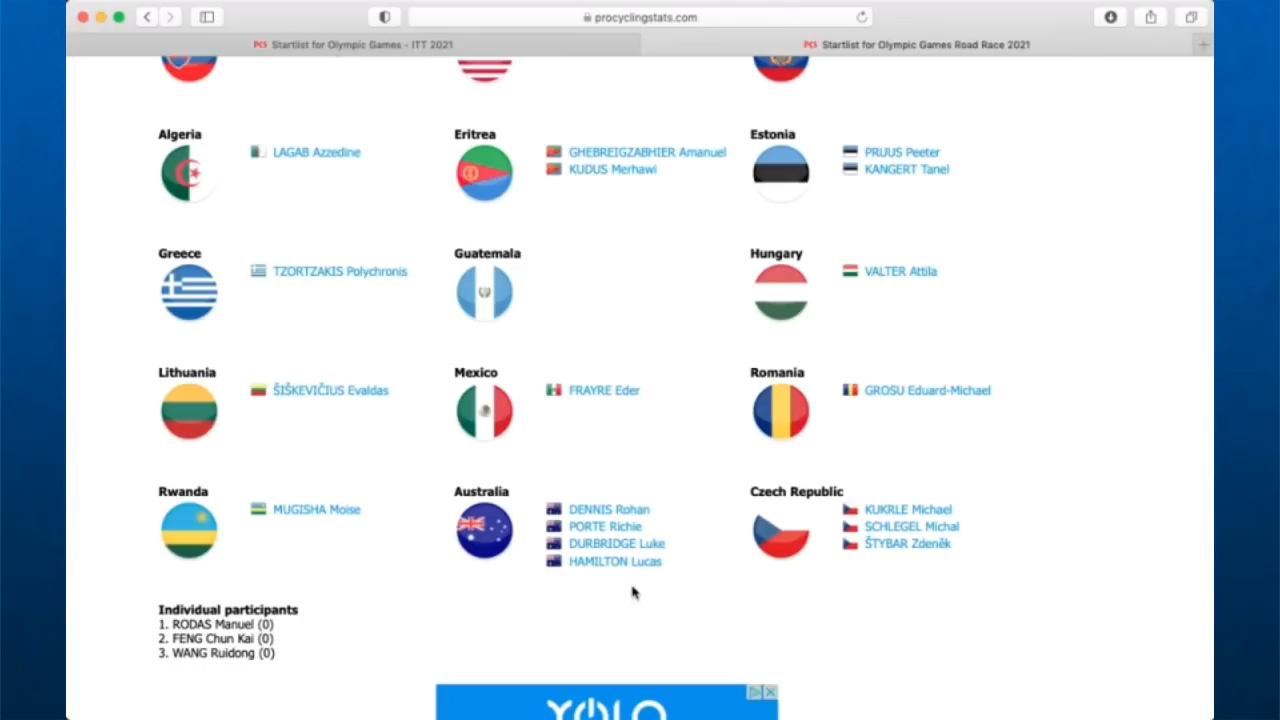 procyclingstats.com
PCS Startlist for Olympic Games - ITT 2021
PCS Startlist for Olympic Games Road Race 2021
Algeria
LAGAB Azzedine
Eritrea
GHEBREIGZABHIER Amanuel
KUDUS Merhawi
Estonia
PRUUS Peeter
KANGERT Tanel
Greece
TZORTZAKIS Polychronis
Guatemala
Hungary
VALTER Attila
Lithuania
ŠIŠKEVIČIUS Evaldas
Mexico
FRAYRE Eder
Romania
GROSU Eduard-Michael
Rwanda
MUGISHA Moise
Australia
DENNIS Rohan
PORTE Richie
DURBRIDGE Luke
HAMILTON Lucas
Czech Republic
KUKRLE Michael
SCHLEGEL Michal
ŠTYBAR Zdeněk
Individual participants
1. RODAS Manuel (0)
2. FENG Chun Kai (0)
3. WANG Ruidong (0)
YOLO